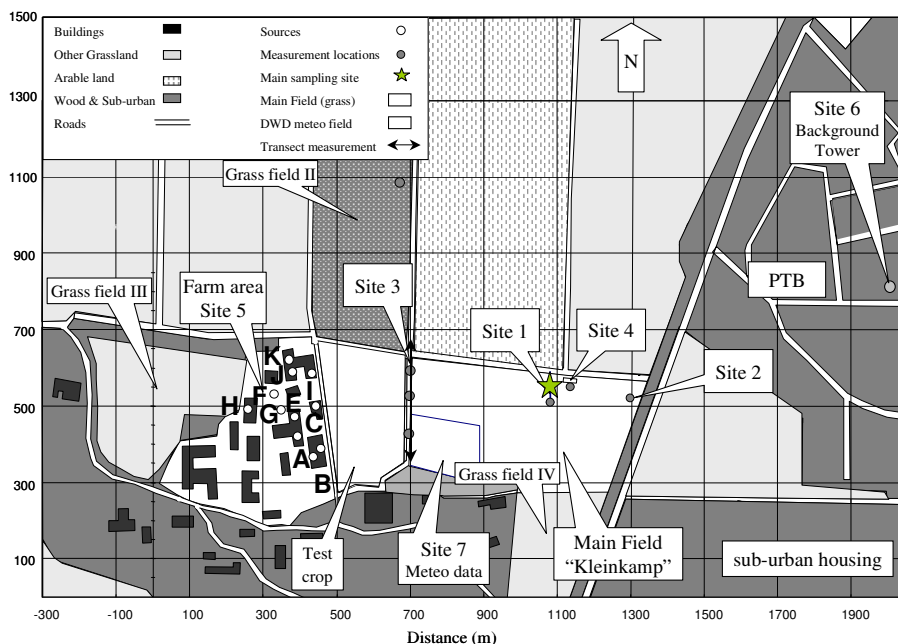 1500
1300
1100
900
700
500
300
100
Buildings
Other Grassland
Arable land
Wood & Sub-urban
Roads
Sources
Measurement locations
Main sampling site
Main Field (grass)
DWD meteo field
Transect measurement
N
Site 6
Background
Tower
Grass field II
Grass field III
Farm area
Site 5
Site 3
Site 1
Site 4
PTB
Site 2
K
J
I
F
E
H
G
C
A
B
Grass field IV
Test
crop
Site 7
Meteo data
Main Field
“Kleinkamp”
sub-urban housing
-300
-100
100
300
500
700
900
1100
1300
1500
1700
1900
Distance (m)